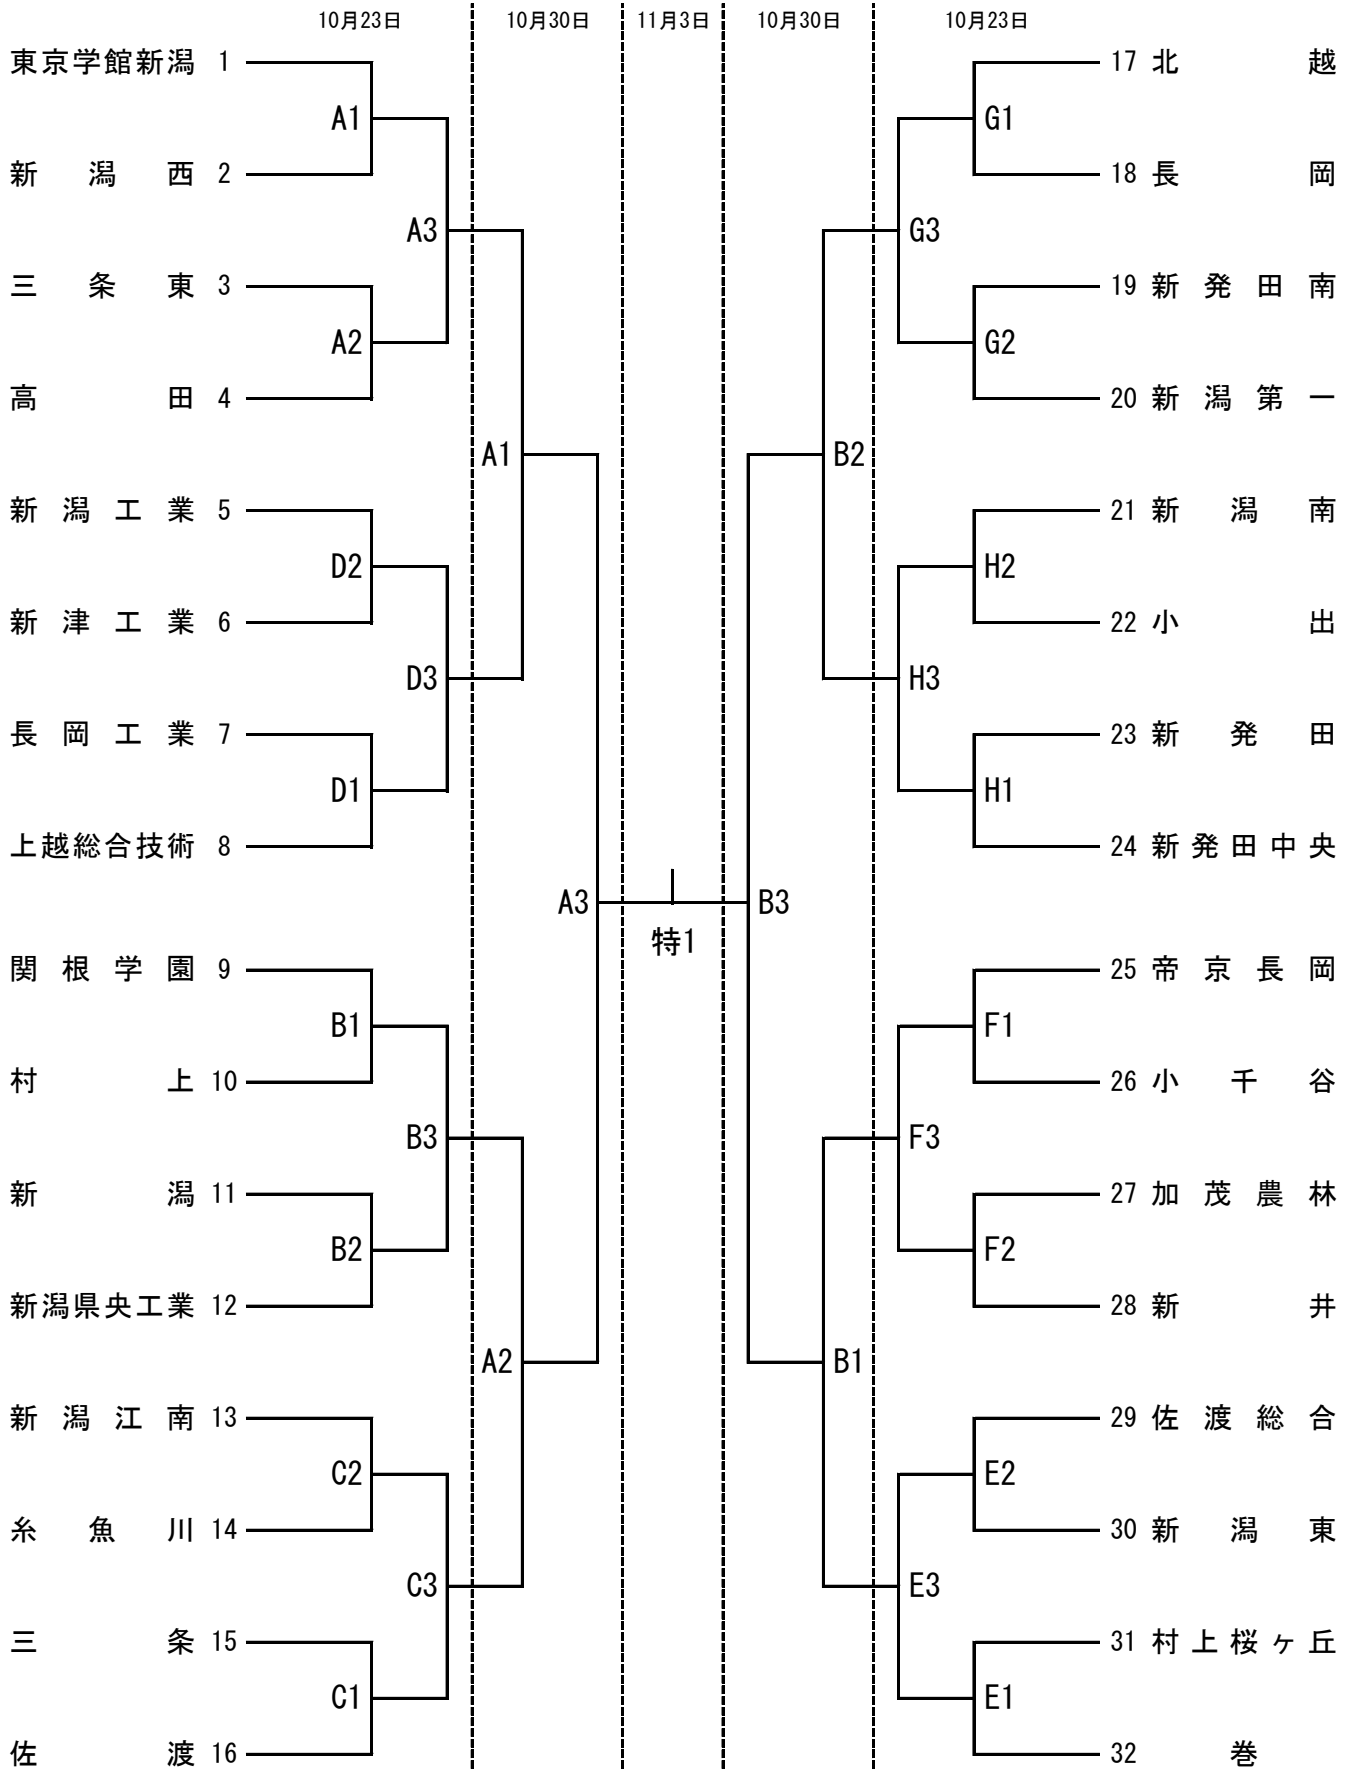 10月23日 10月30日 11月3日 10月30日 10月23日
東京学館新潟 1 17 北越
A1 G1
新潟西 2 18 長岡
A3 G3
三条東 3 19 新発田南
A2 G2
高田 4 20 新潟第一
A1 B2
新潟工業 5 21 新潟南
D2 H2
新津工業 6 22 小出
D3 H3
長岡工業 7 23 新発田
D1 H1
上越総合技術 8 24 新発田中央
A3 B3
特1
関根学園 9 25 帝京長岡
B1 F1
村上 10 26 小千谷
B3 F3
新潟 11 27 加茂農林
B2 F2
新潟県央工業 12 28 新井
A2 B1
新潟江南 13 29 佐渡総合
C2 E2
糸魚川 14 30 新潟東
C3 E3
三条 15 31 村上桜ヶ丘
C1 E1
佐渡 16 32 巻